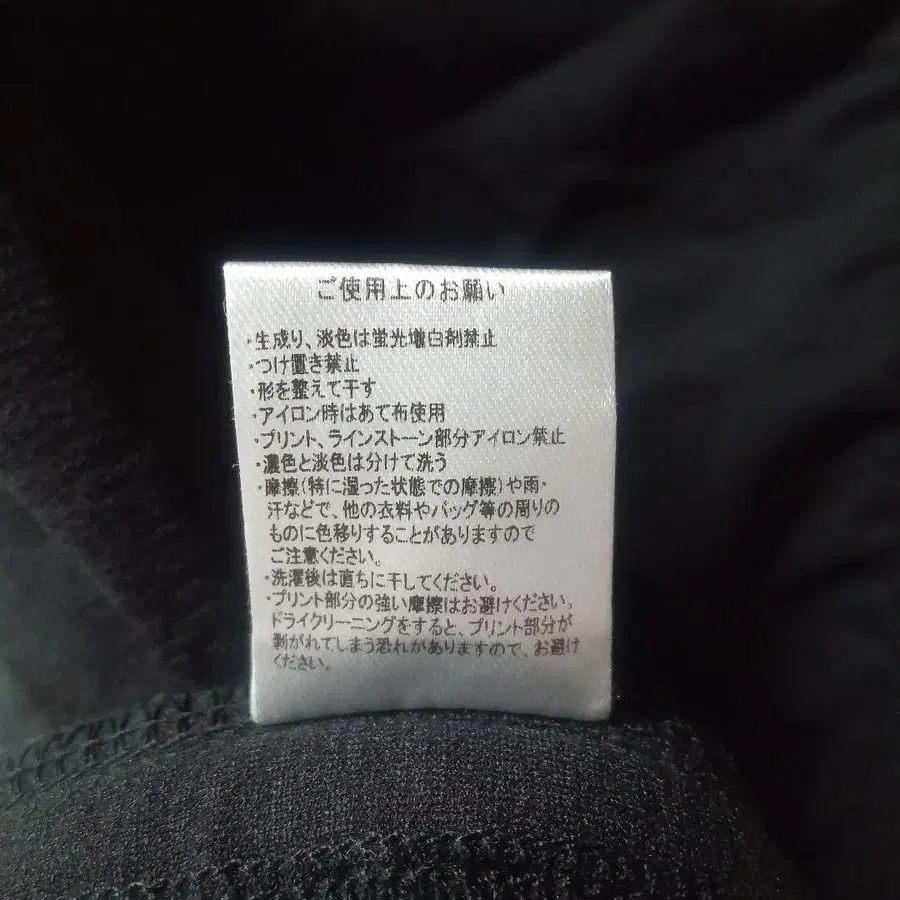 ご使用上のお願い
・生成り、淡色は蛍光増白剤禁止
・つけ置き禁止
・形を整えて干す
・アイロン時はあて布使用
・プリント、ラインストーン部分アイロン禁止
・濃色と淡色は分けて洗う
・摩擦(特に湿った状態での摩擦)や雨・
汗などで、他の衣料やバッグ等の周りの
ものに色移りすることがありますので
ご注意ください。
・洗濯後は直ちに干してください。
・プリント部分の強い摩擦はお避けください。
ドライクリーニングをすると、プリント部分が
剥がれてしまう恐れがありますので、お避け
ください。